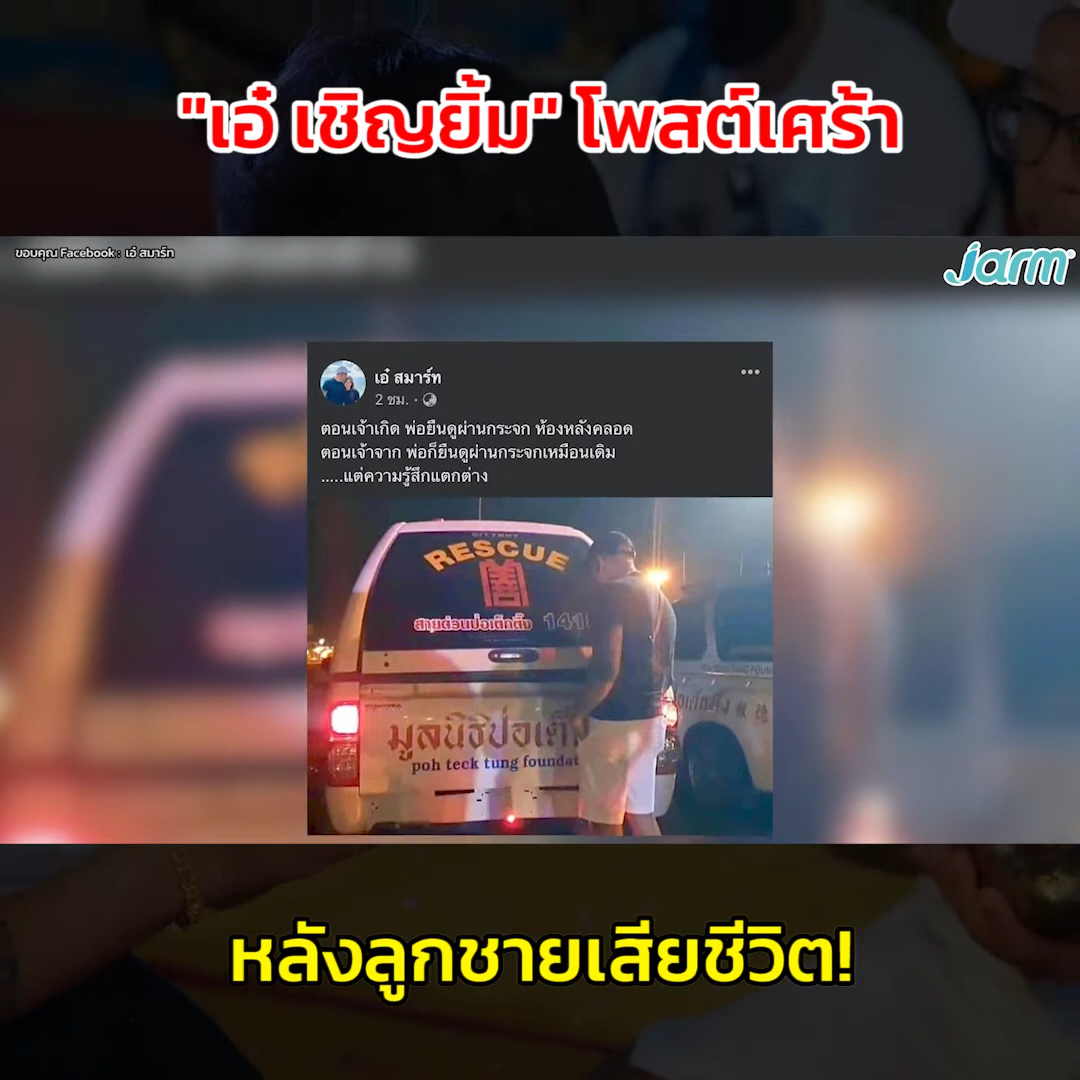 "เอ๋ เชิญยิ้ม" โพสต์เศร้า
ขอบคุณ Facebook : เอ๋ สมาร์ท
jarm
เอ๋ สมาร์ท
2 ชม. ·
ตอนเจ้าเกิด พ่อยืนดูผ่านกระจก ห้องหลังคลอด
ตอนเจ้าจาก พ่อก็ยืนดูผ่านกระจกเหมือนเดิม
.....แต่ความรู้สึกแตกต่าง
RESCUE
善
สายด่วนป่อเต็กตึ๊ง 141
มูลนิธิป่อเต็
poh teck tung foundat
หลังลูกชายเสียชีวิต!